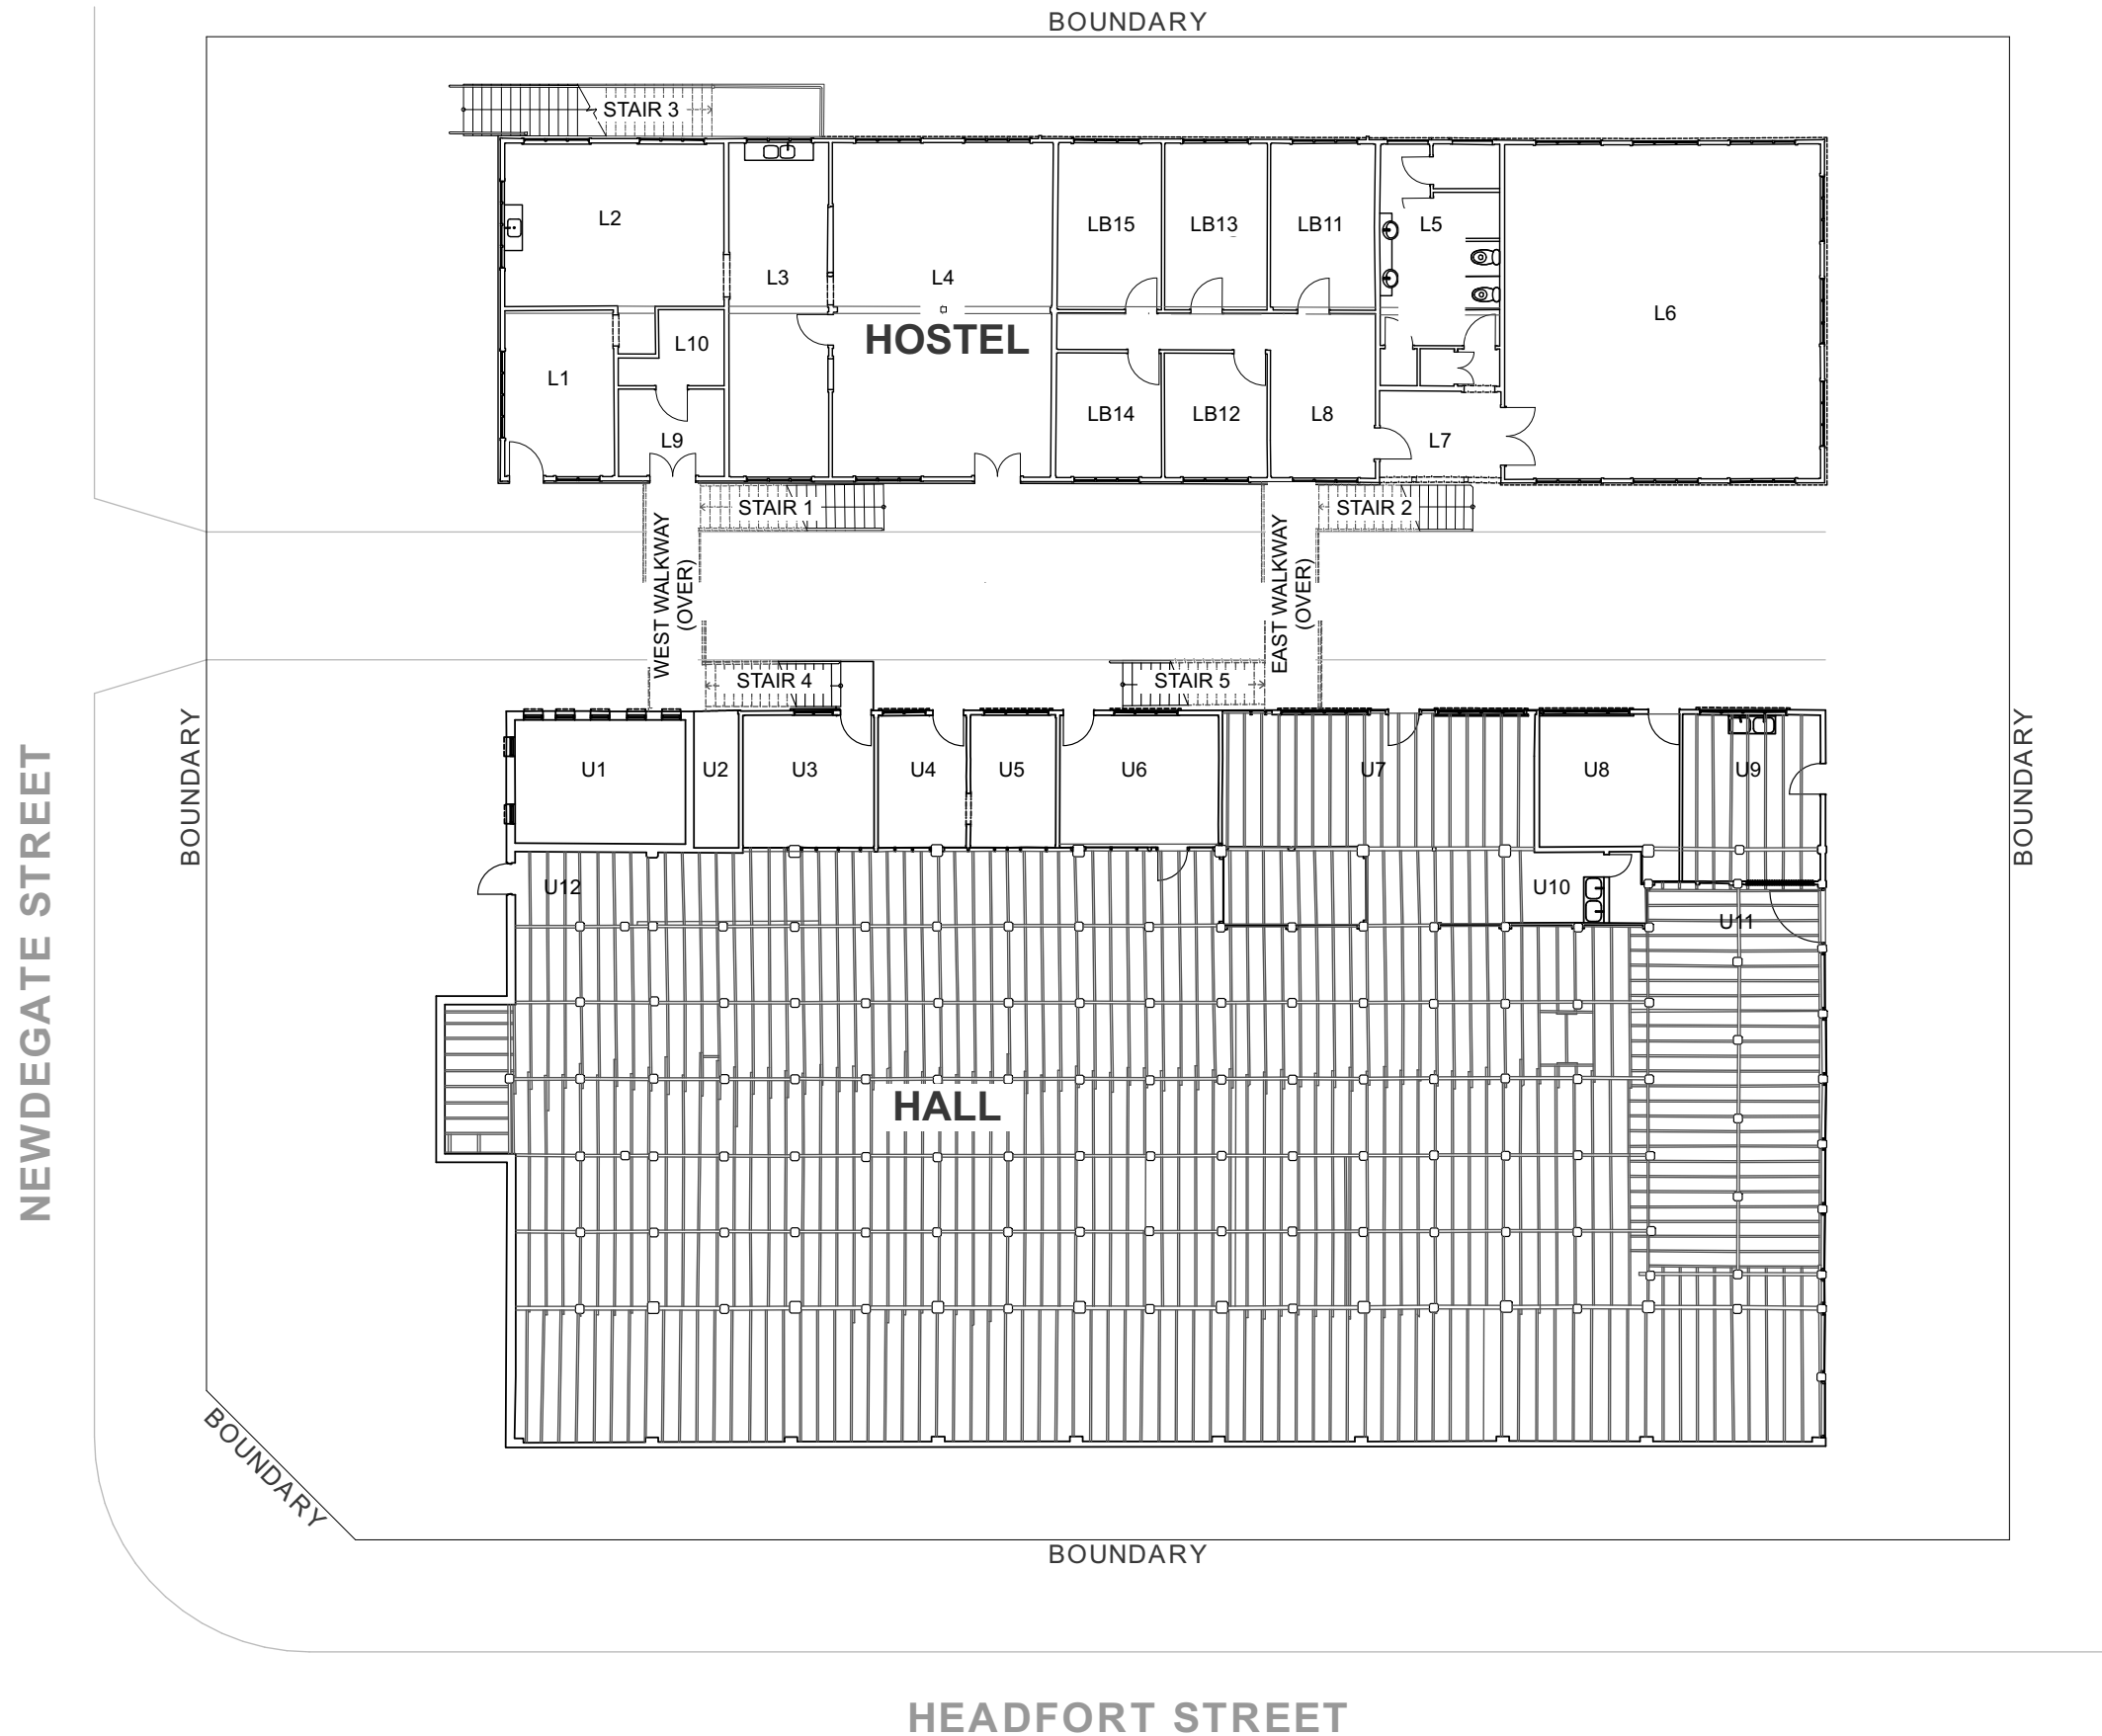 BOUNDARY
STAIR 3
L2
L3
L4
LB15
LB13
LB11
L5
L6
HOSTEL
L10
L1
L9
LB14
LB12
L8
L7
STAIR 1
STAIR 2
WEST WALKWAY
(OVER)
EAST WALKWAY
(OVER)
STAIR 4
STAIR 5
BOUNDARY
BOUNDARY
NEWDEGATE STREET
U1
U2
U3
U4
U5
U6
U7
U8
U9
U12
U10
U11
HALL
BOUNDARY
BOUNDARY
HEADFORT STREET